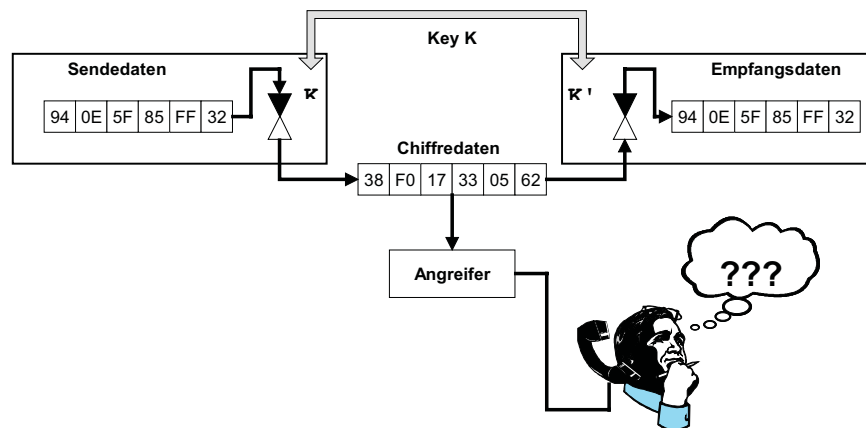 Key K
Sendedaten
Empfangsdaten
K
K'
94 0E 5F 85 FF 32
94 0E 5F 85 FF 32
Chiffredaten
38 F0 17 33 05 62
Angreifer
???